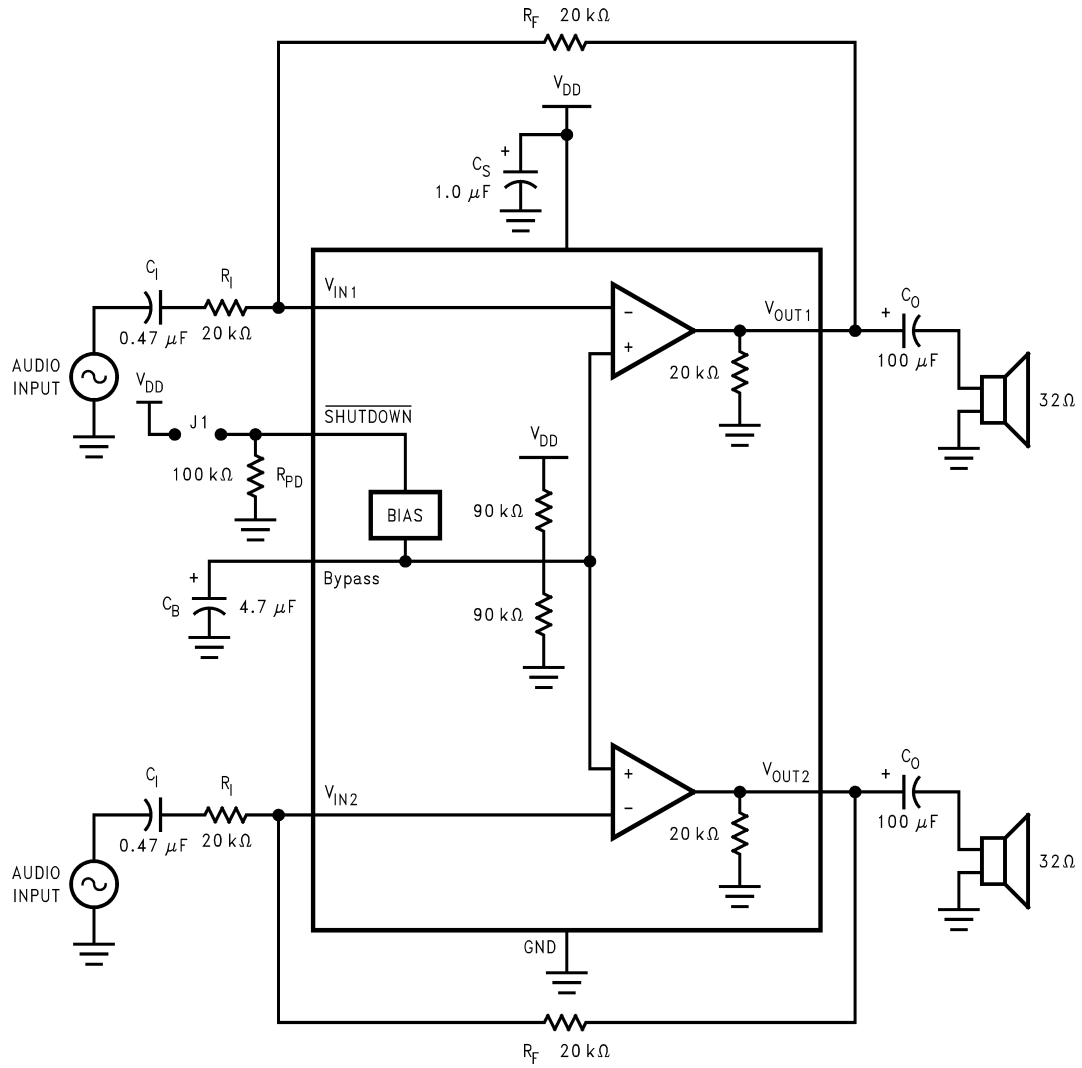 RF 20 kΩ
VDD
CS
+
1.0 µF
CI
RI
0.47 µF
20 kΩ
AUDIO
INPUT
VIN1
−
+
VOUT1
20 kΩ
+
CO
100 µF
32Ω
VDD
J1
SHUTDOWN
100 kΩ
RPD
BIAS
VDD
90 kΩ
90 kΩ
Bypass
+
CB
4.7 µF
CI
RI
0.47 µF
20 kΩ
AUDIO
INPUT
VIN2
+
−
VOUT2
20 kΩ
+
CO
100 µF
32Ω
GND
RF 20 kΩ